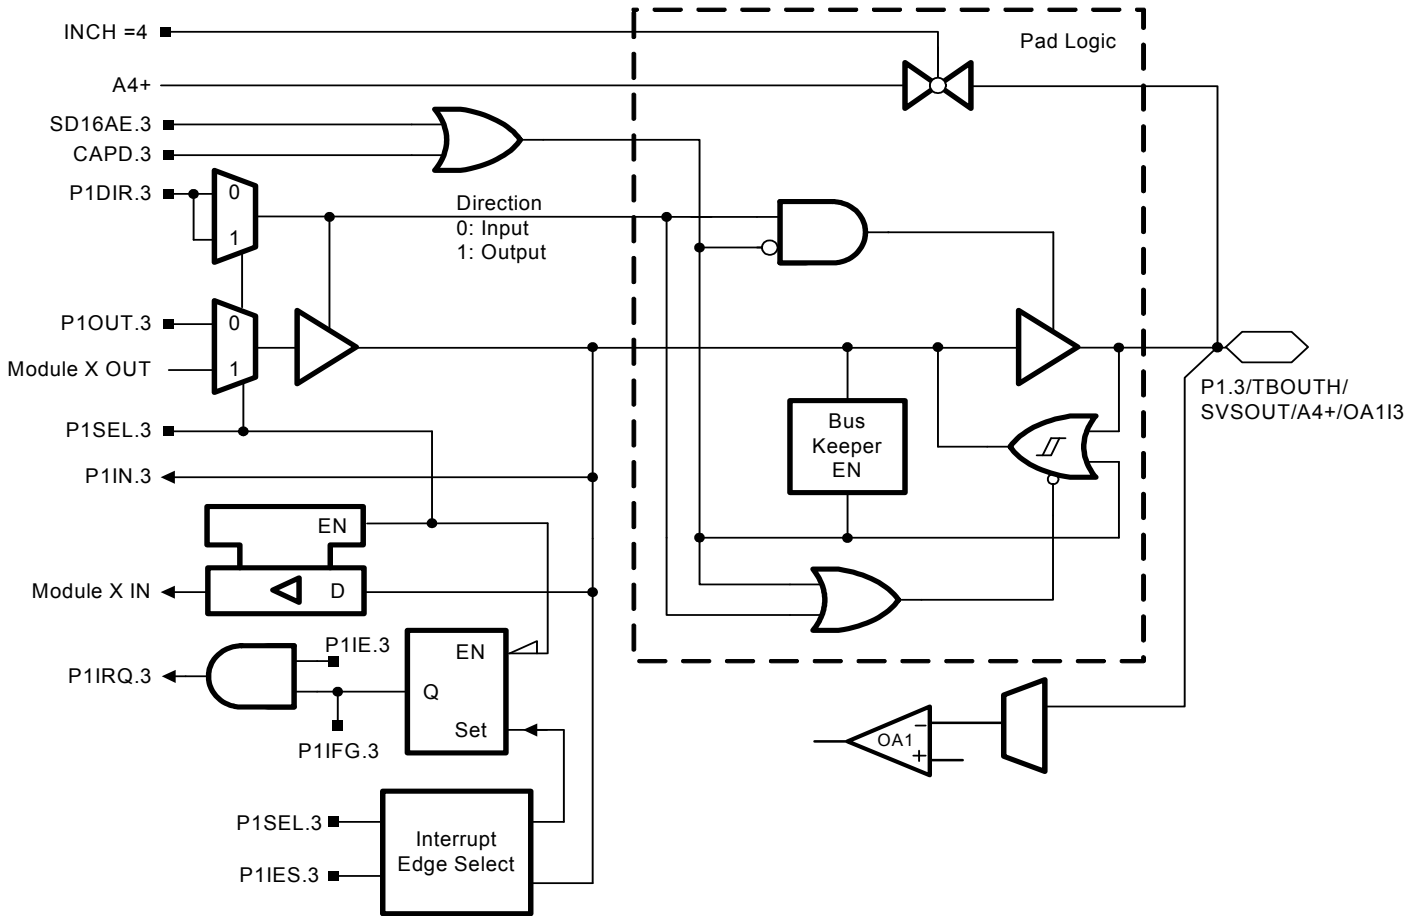 INCH =4
Pad Logic
A4+
SD16AE.3
CAPD.3
P1DIR.3
0
1
Direction
0: Input
1: Output
P1OUT.3
0
Module X OUT
1
P1.3/TBOUTH/
SVSOUT/A4+/OA1I3
P1SEL.3
Bus
Keeper
EN
P1IN.3
EN
Module X IN
D
P1IE.3
EN
P1IRQ.3
Q
Set
P1IFG.3
OA1
−
+
P1SEL.3
Interrupt
Edge Select
P1IES.3